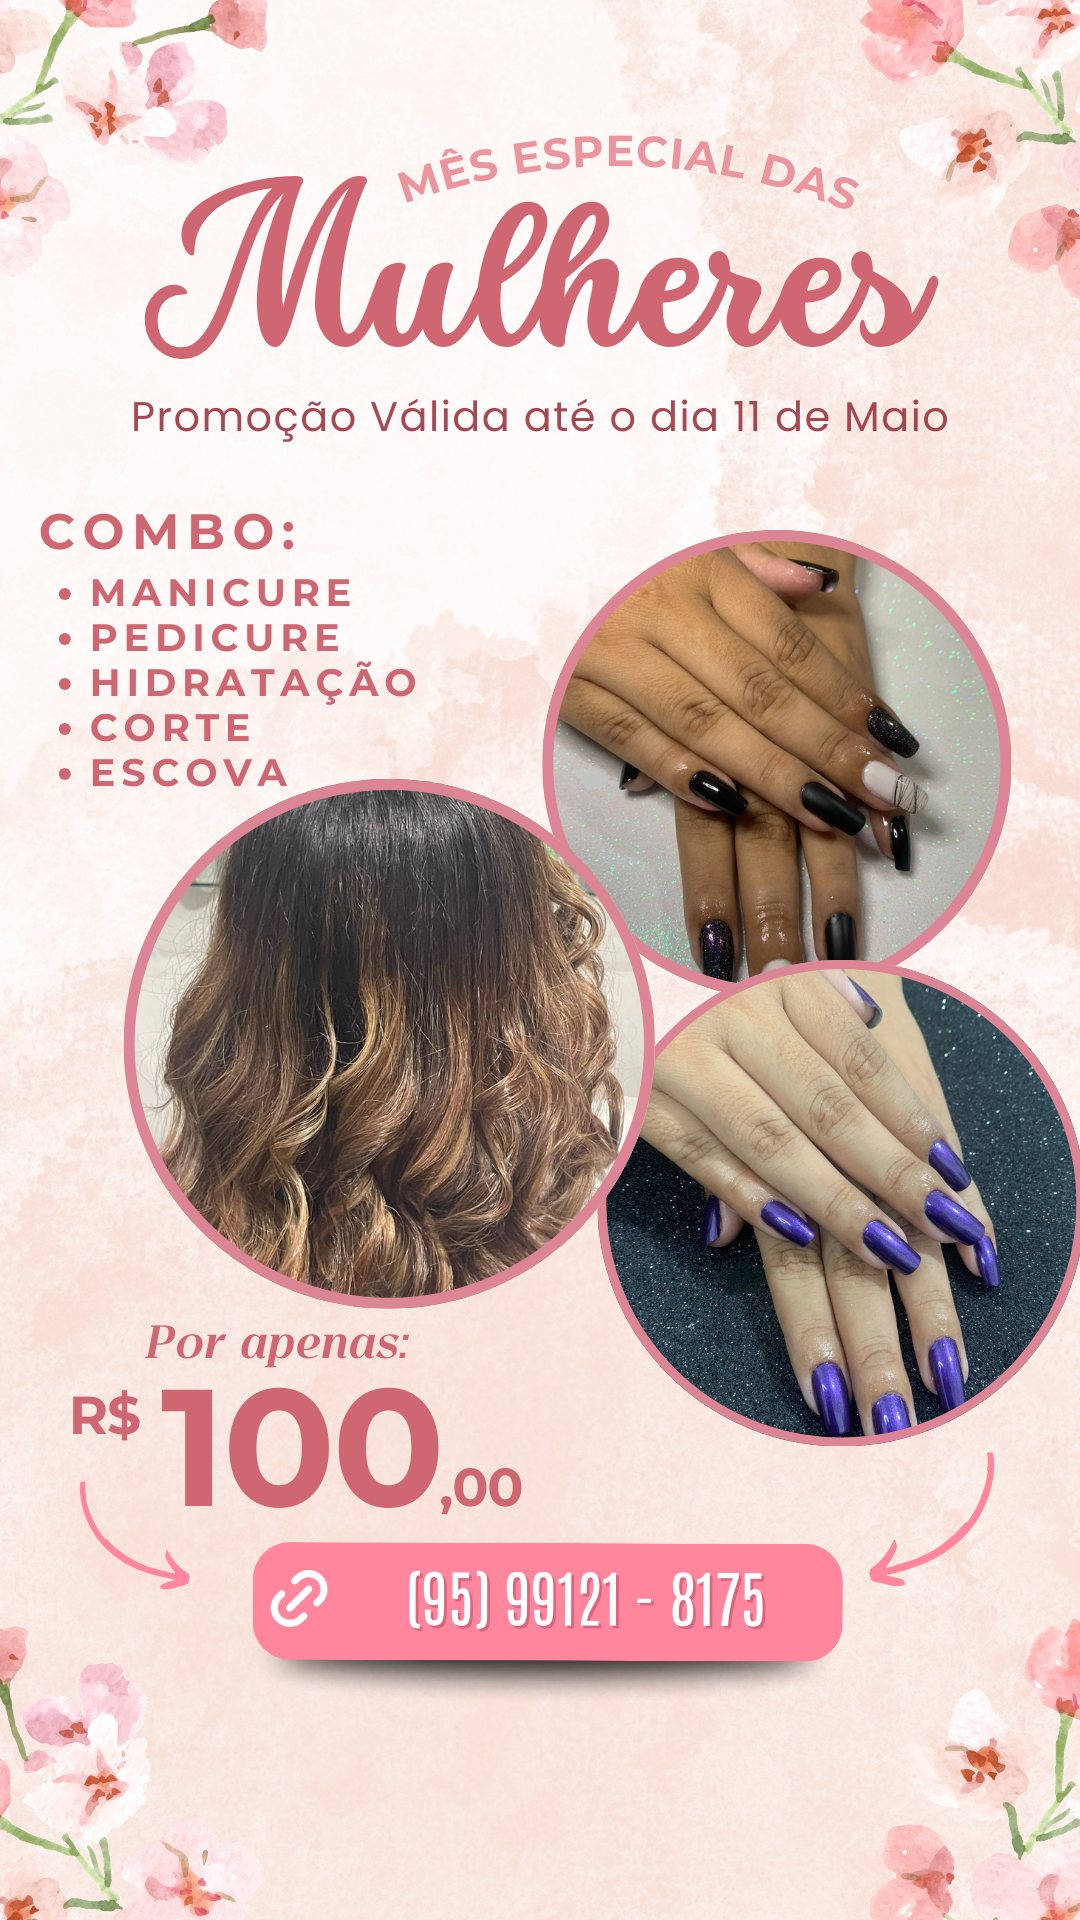 MÊS ESPECIAL DAS
Mulheres
Promoção Válida até o dia 11 de Maio
COMBO:
• MANICURE
• PEDICURE
• HIDRATAÇÃO
• CORTE
• ESCOVA
Por apenas:
R$ 100,00
(95) 99121 - 8175